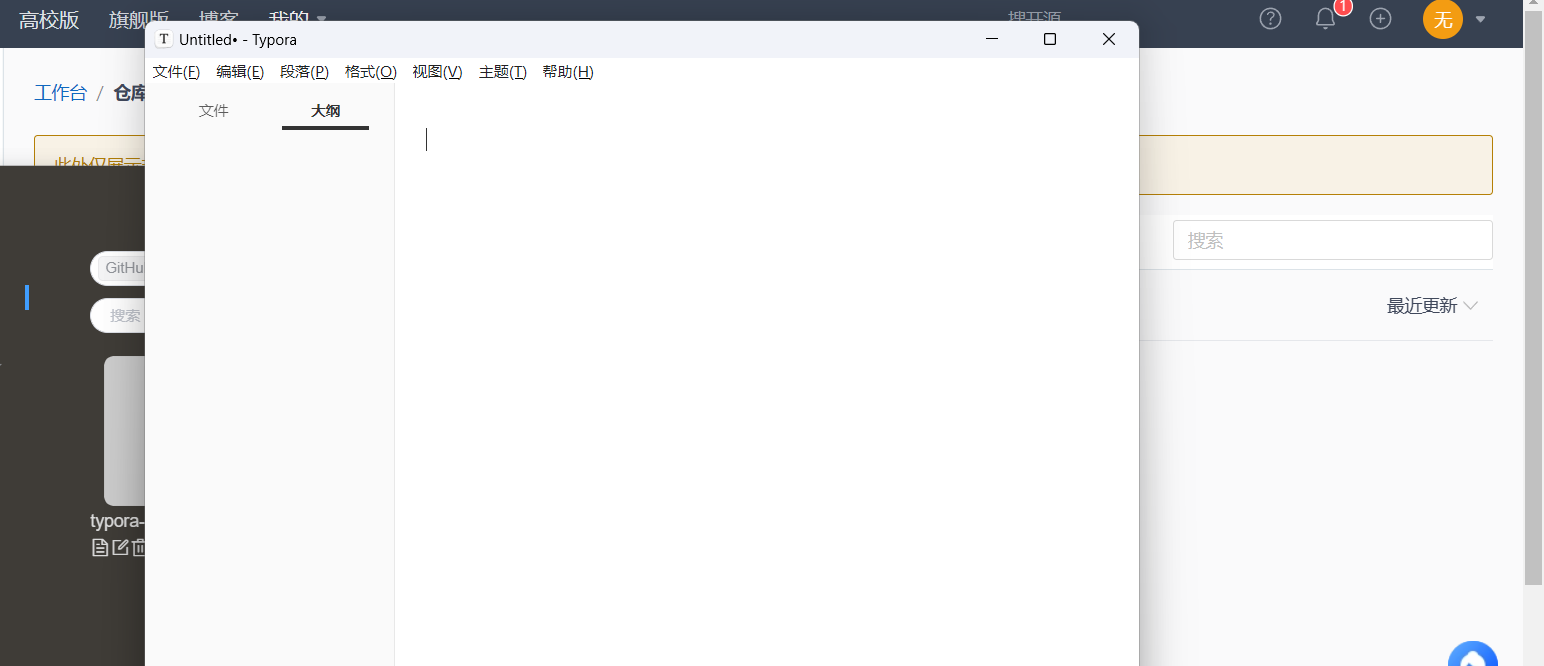 高校版 旗舰版 博客 我的 搜开源 1 无
Untitled• - Typora
文件(F) 编辑(E) 段落(P) 格式(O) 视图(V) 主题(T) 帮助(H)
工作台 / 仓库
文件 大纲
此处仅展示
搜索
GitHu
搜索
最近更新
typora-